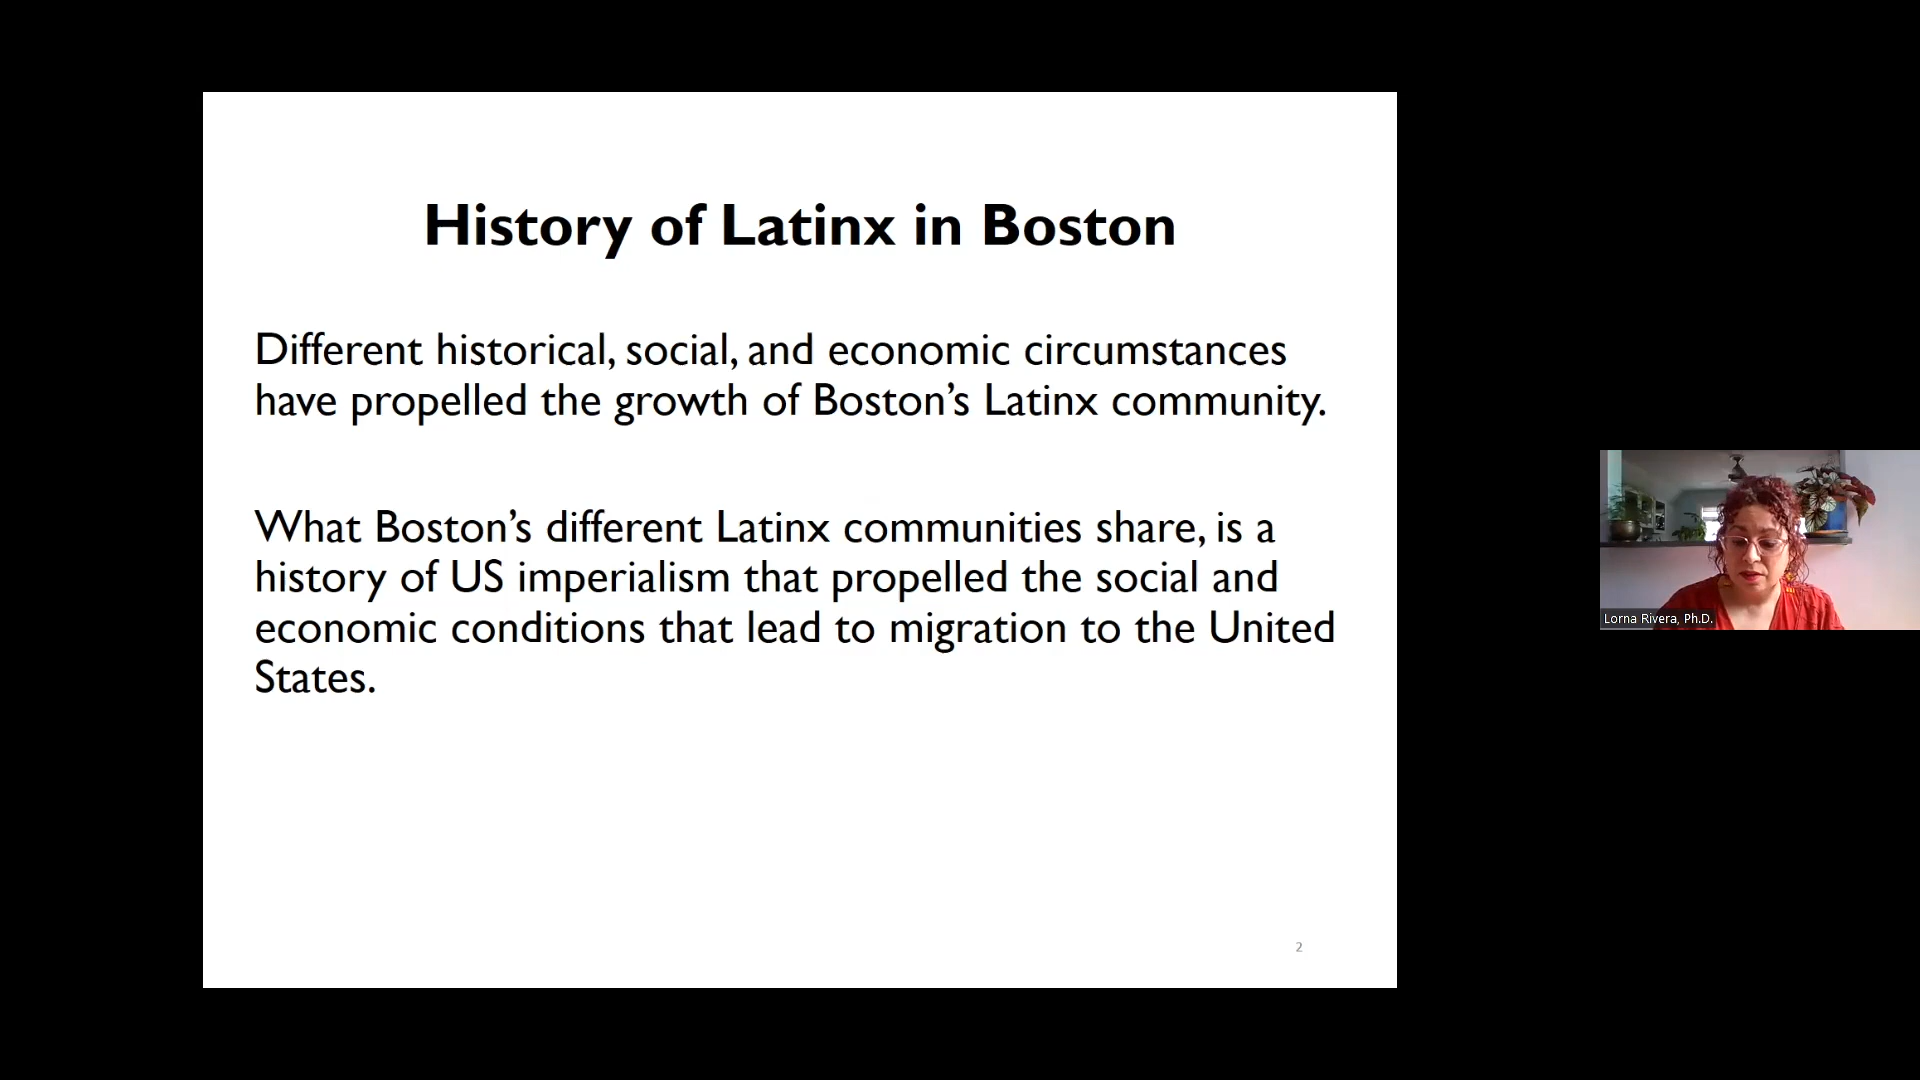 History of Latinx in Boston
Different historical, social, and economic circumstances
have propelled the growth of Boston’s Latinx community.
What Boston’s different Latinx communities share, is a
history of US imperialism that propelled the social and
economic conditions that lead to migration to the United
States.
2
Lorna Rivera, Ph.D.